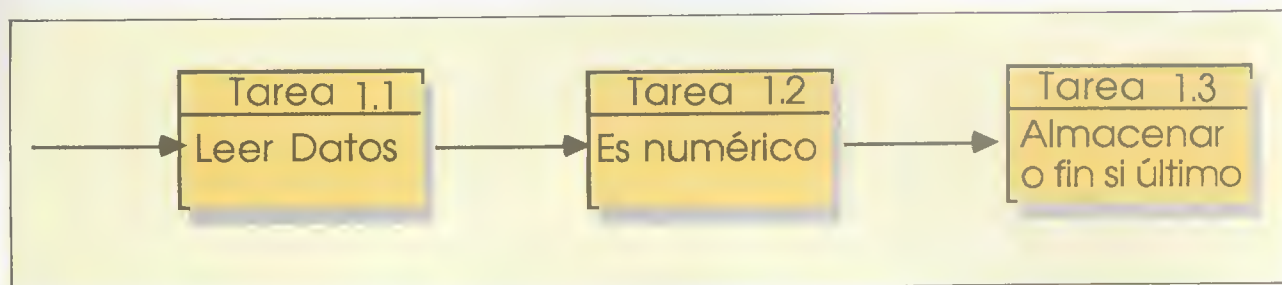 Tarea 1.1
Leer Datos
Tarea 1.2
Es numérico
Tarea 1.3
Almacenar
o fin si último